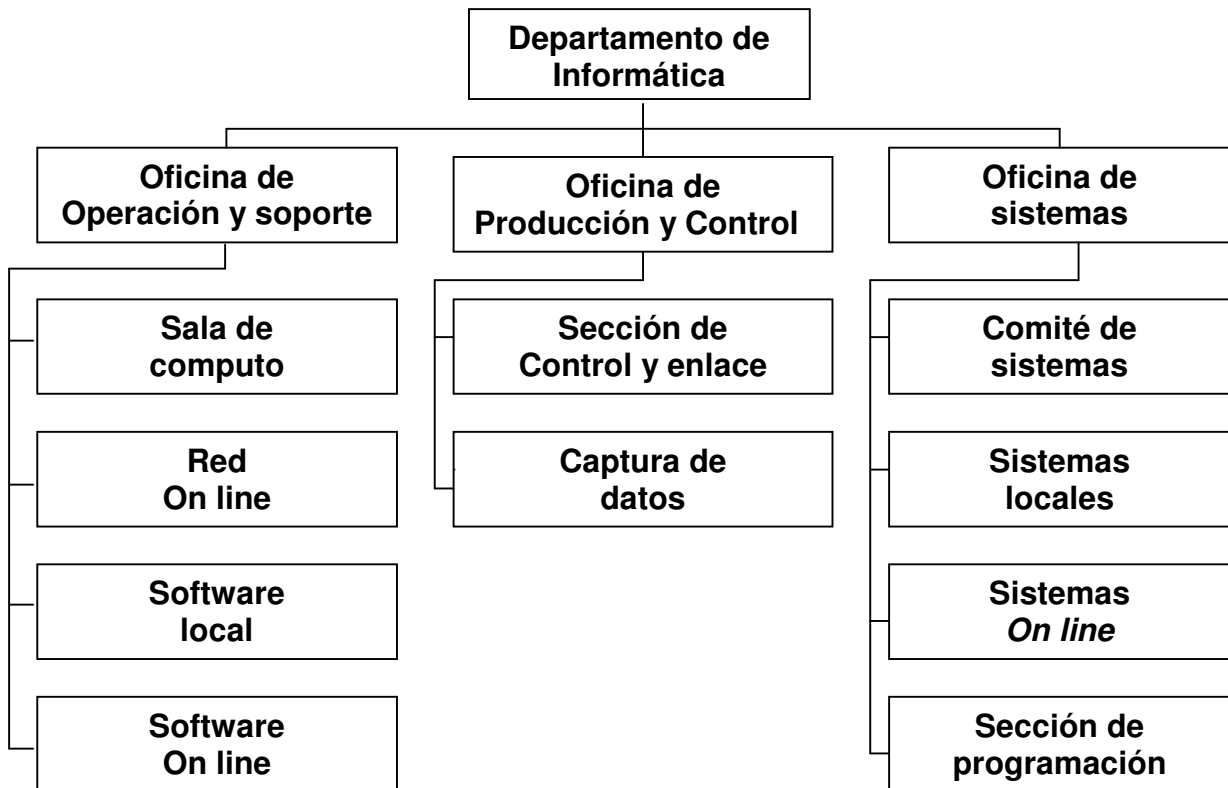 Departamento de
Informática
Oficina de
Operación y soporte
Oficina de
Producción y Control
Oficina de
sistemas
Sala de
computo
Sección de
Control y enlace
Comité de
sistemas
Red
On line
Captura de
datos
Sistemas
locales
Software
local
Sistemas
On line
Software
On line
Sección de
programación